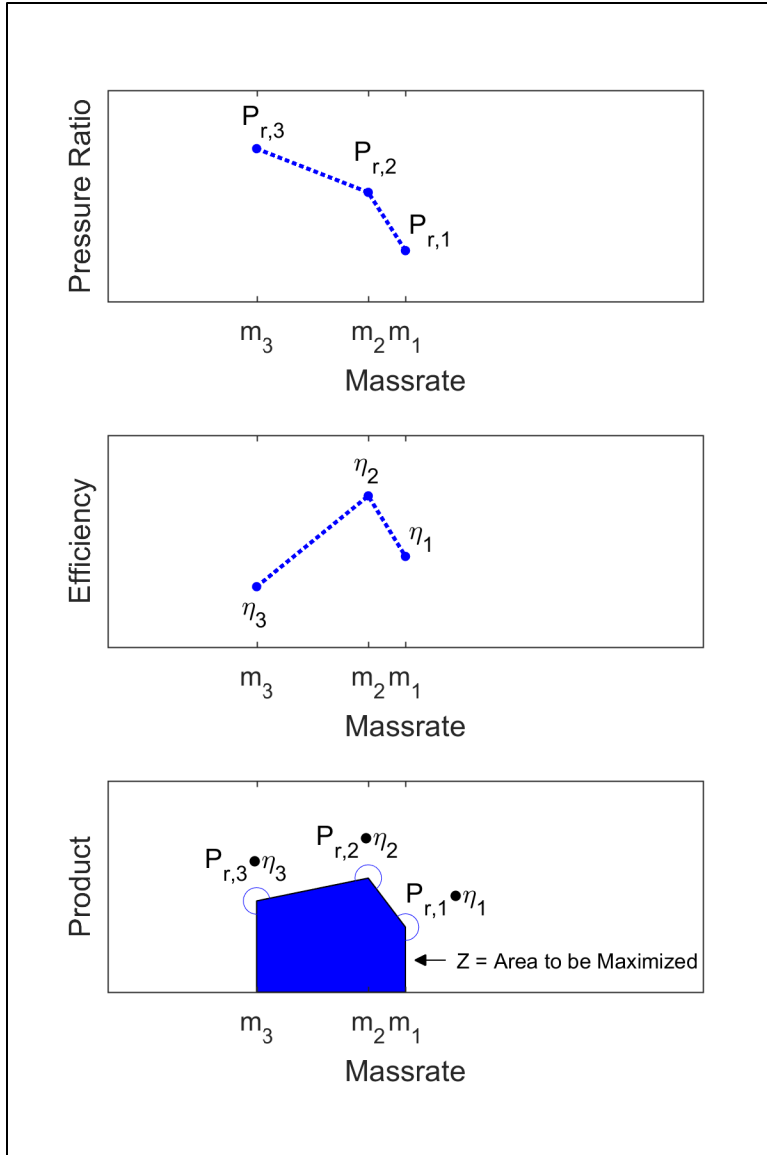 Pressure Ratio
P_r,3
P_r,2
P_r,1
m_3 m_2 m_1
Massrate
Efficiency
η_2
η_1
η_3
m_3 m_2 m_1
Massrate
Product
P_r,2•η_2
P_r,3•η_3
P_r,1•η_1
Z = Area to be Maximized
m_3 m_2 m_1
Massrate